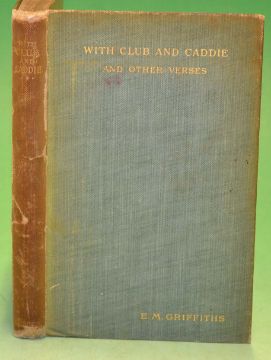 WITH
CLUB
AND
CADDIE
WITH CLUB AND CADDIE
AND OTHER VERSES
E. M. GRIFFITHS